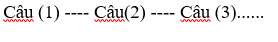 Câu (1) ---- Câu(2) ---- Câu (3)......